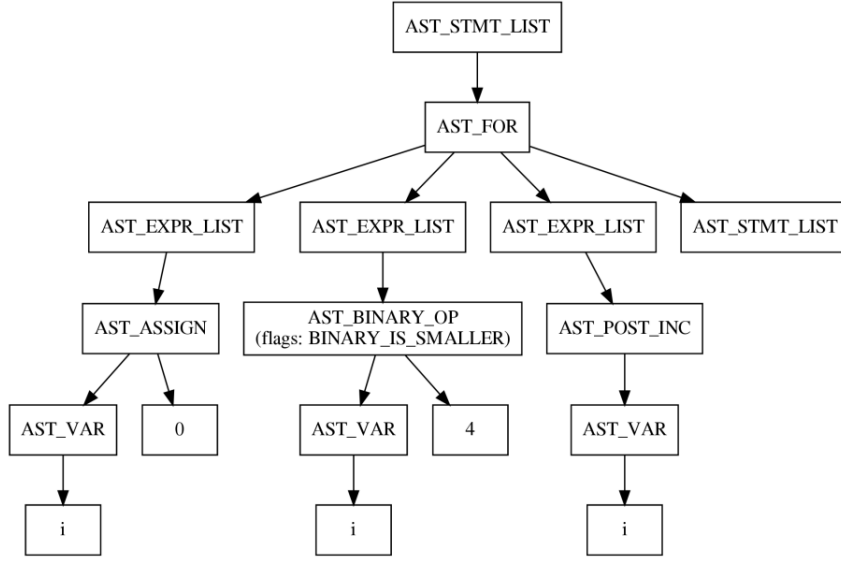 AST_STMT_LIST
AST_FOR
AST_EXPR_LIST
AST_EXPR_LIST
AST_EXPR_LIST
AST_STMT_LIST
AST_ASSIGN
AST_BINARY_OP
(flags: BINARY_IS_SMALLER)
AST_POST_INC
AST_VAR
0
AST_VAR
4
AST_VAR
i
i
i